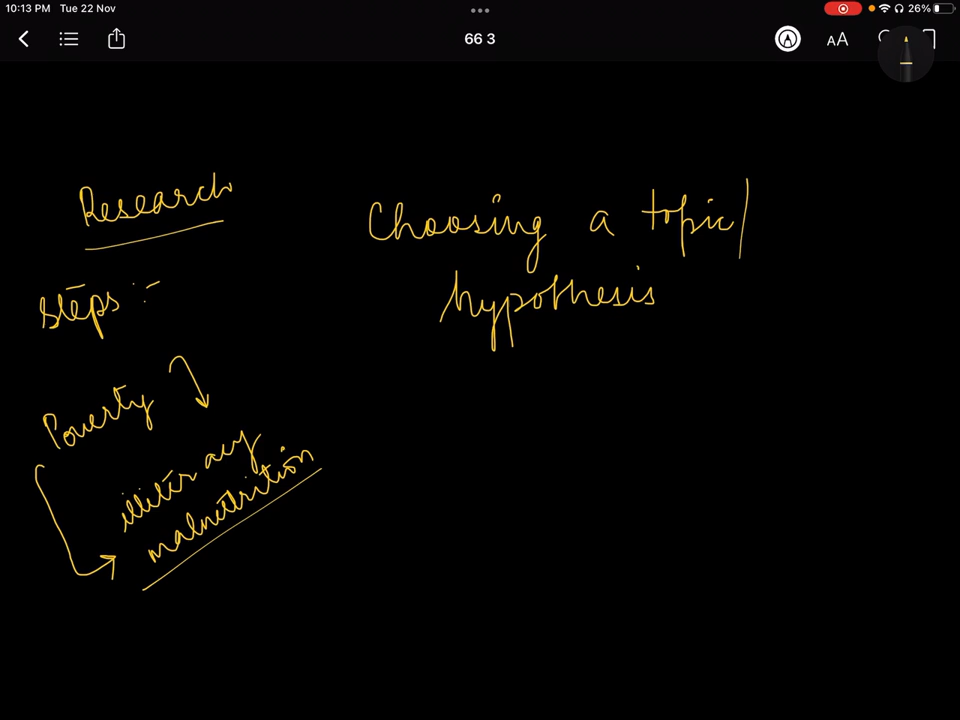 10:13 PM Tue 22 Nov
26%
66 3
AA
Research
Steps :-
Poverty
illiteracy
malnutrition
Choosing a topic/
hypothesis